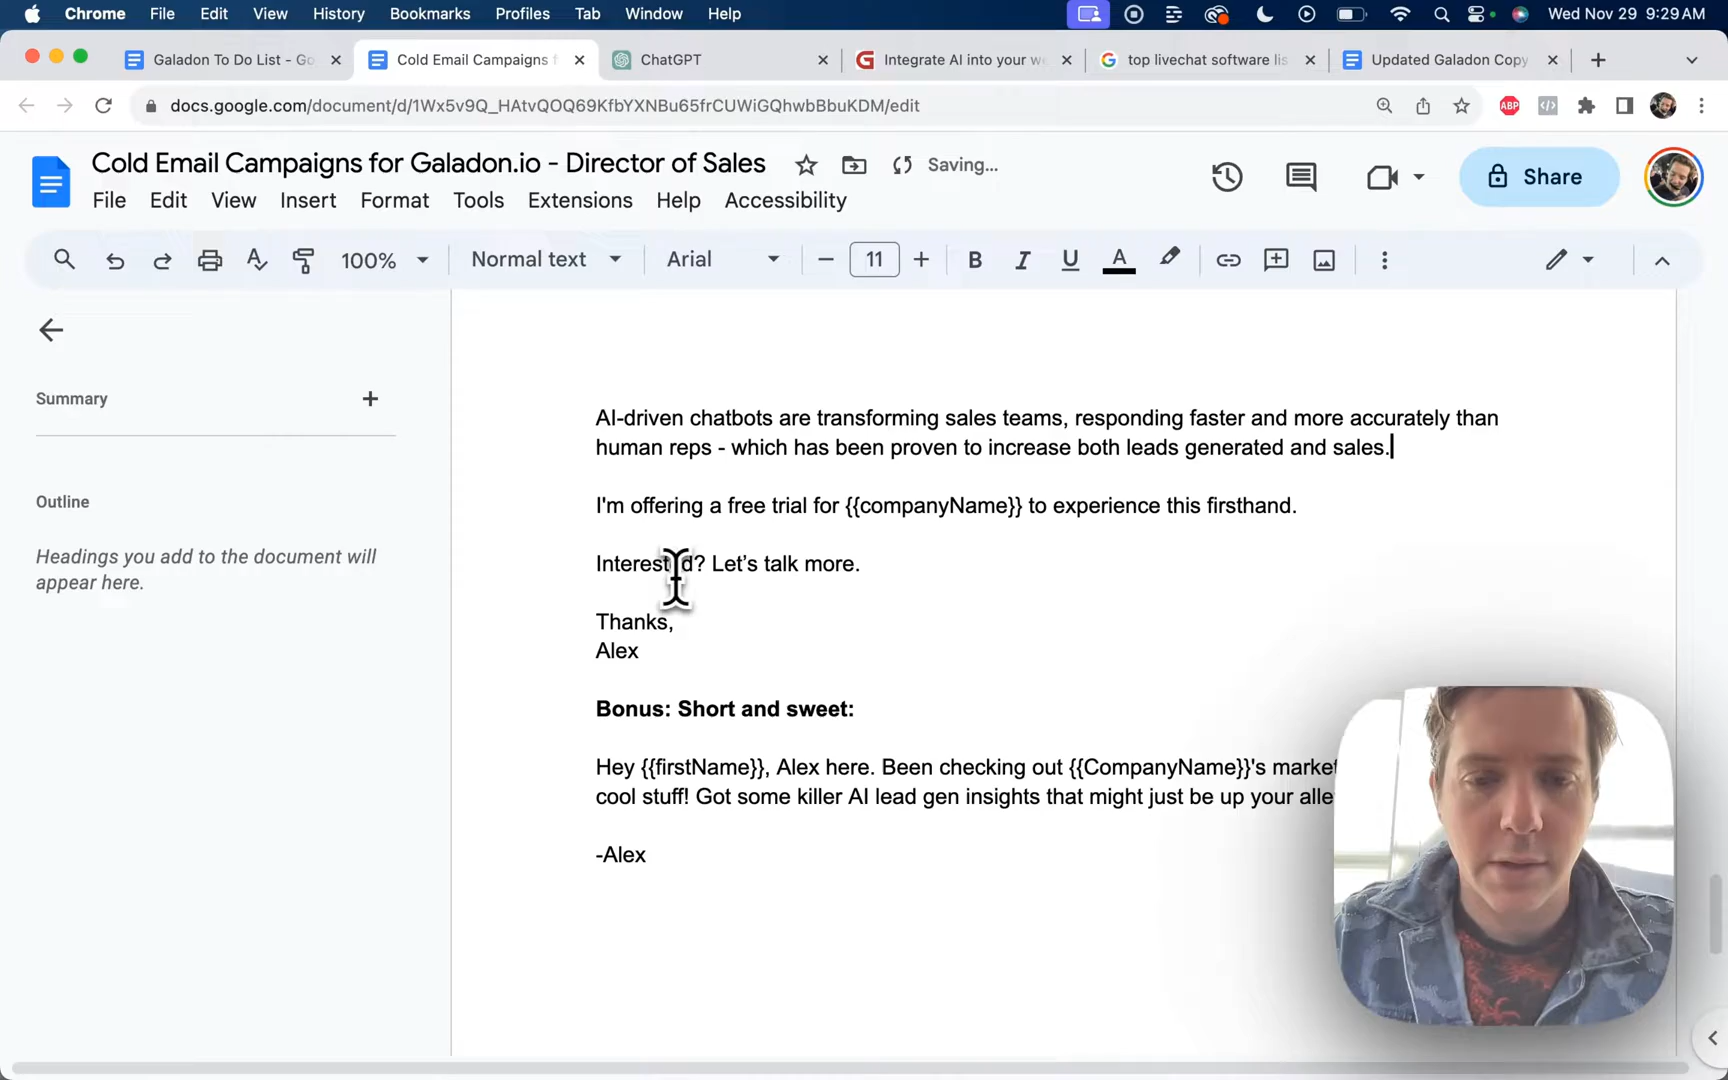 Chrome File Edit View History Bookmarks Profiles Tab Window Help Wed Nov 29 9:29 AM
Galadon To Do List - Go Cold Email Campaigns f ChatGPT Integrate AI into your w top livechat software lis Updated Galadon Copy
docs.google.com/document/d/1Wx5v9Q_HAtvQOQ69KfbYXNBu65frCUWiGQhwbBbuKDM/edit ABP
Cold Email Campaigns for Galadon.io - Director of Sales Saving...
File Edit View Insert Format Tools Extensions Help Accessibility
Share
100% Normal text Arial 11 B I U A
Summary
Outline
Headings you add to the document will
appear here.
AI-driven chatbots are transforming sales teams, responding faster and more accurately than
human reps - which has been proven to increase both leads generated and sales.
I'm offering a free trial for {{companyName}} to experience this firsthand.
Interested? Let’s talk more.
Thanks,
Alex
Bonus: Short and sweet:
Hey {{firstName}}, Alex here. Been checking out {{CompanyName}}'s market
cool stuff! Got some killer AI lead gen insights that might just be up your alle
-Alex